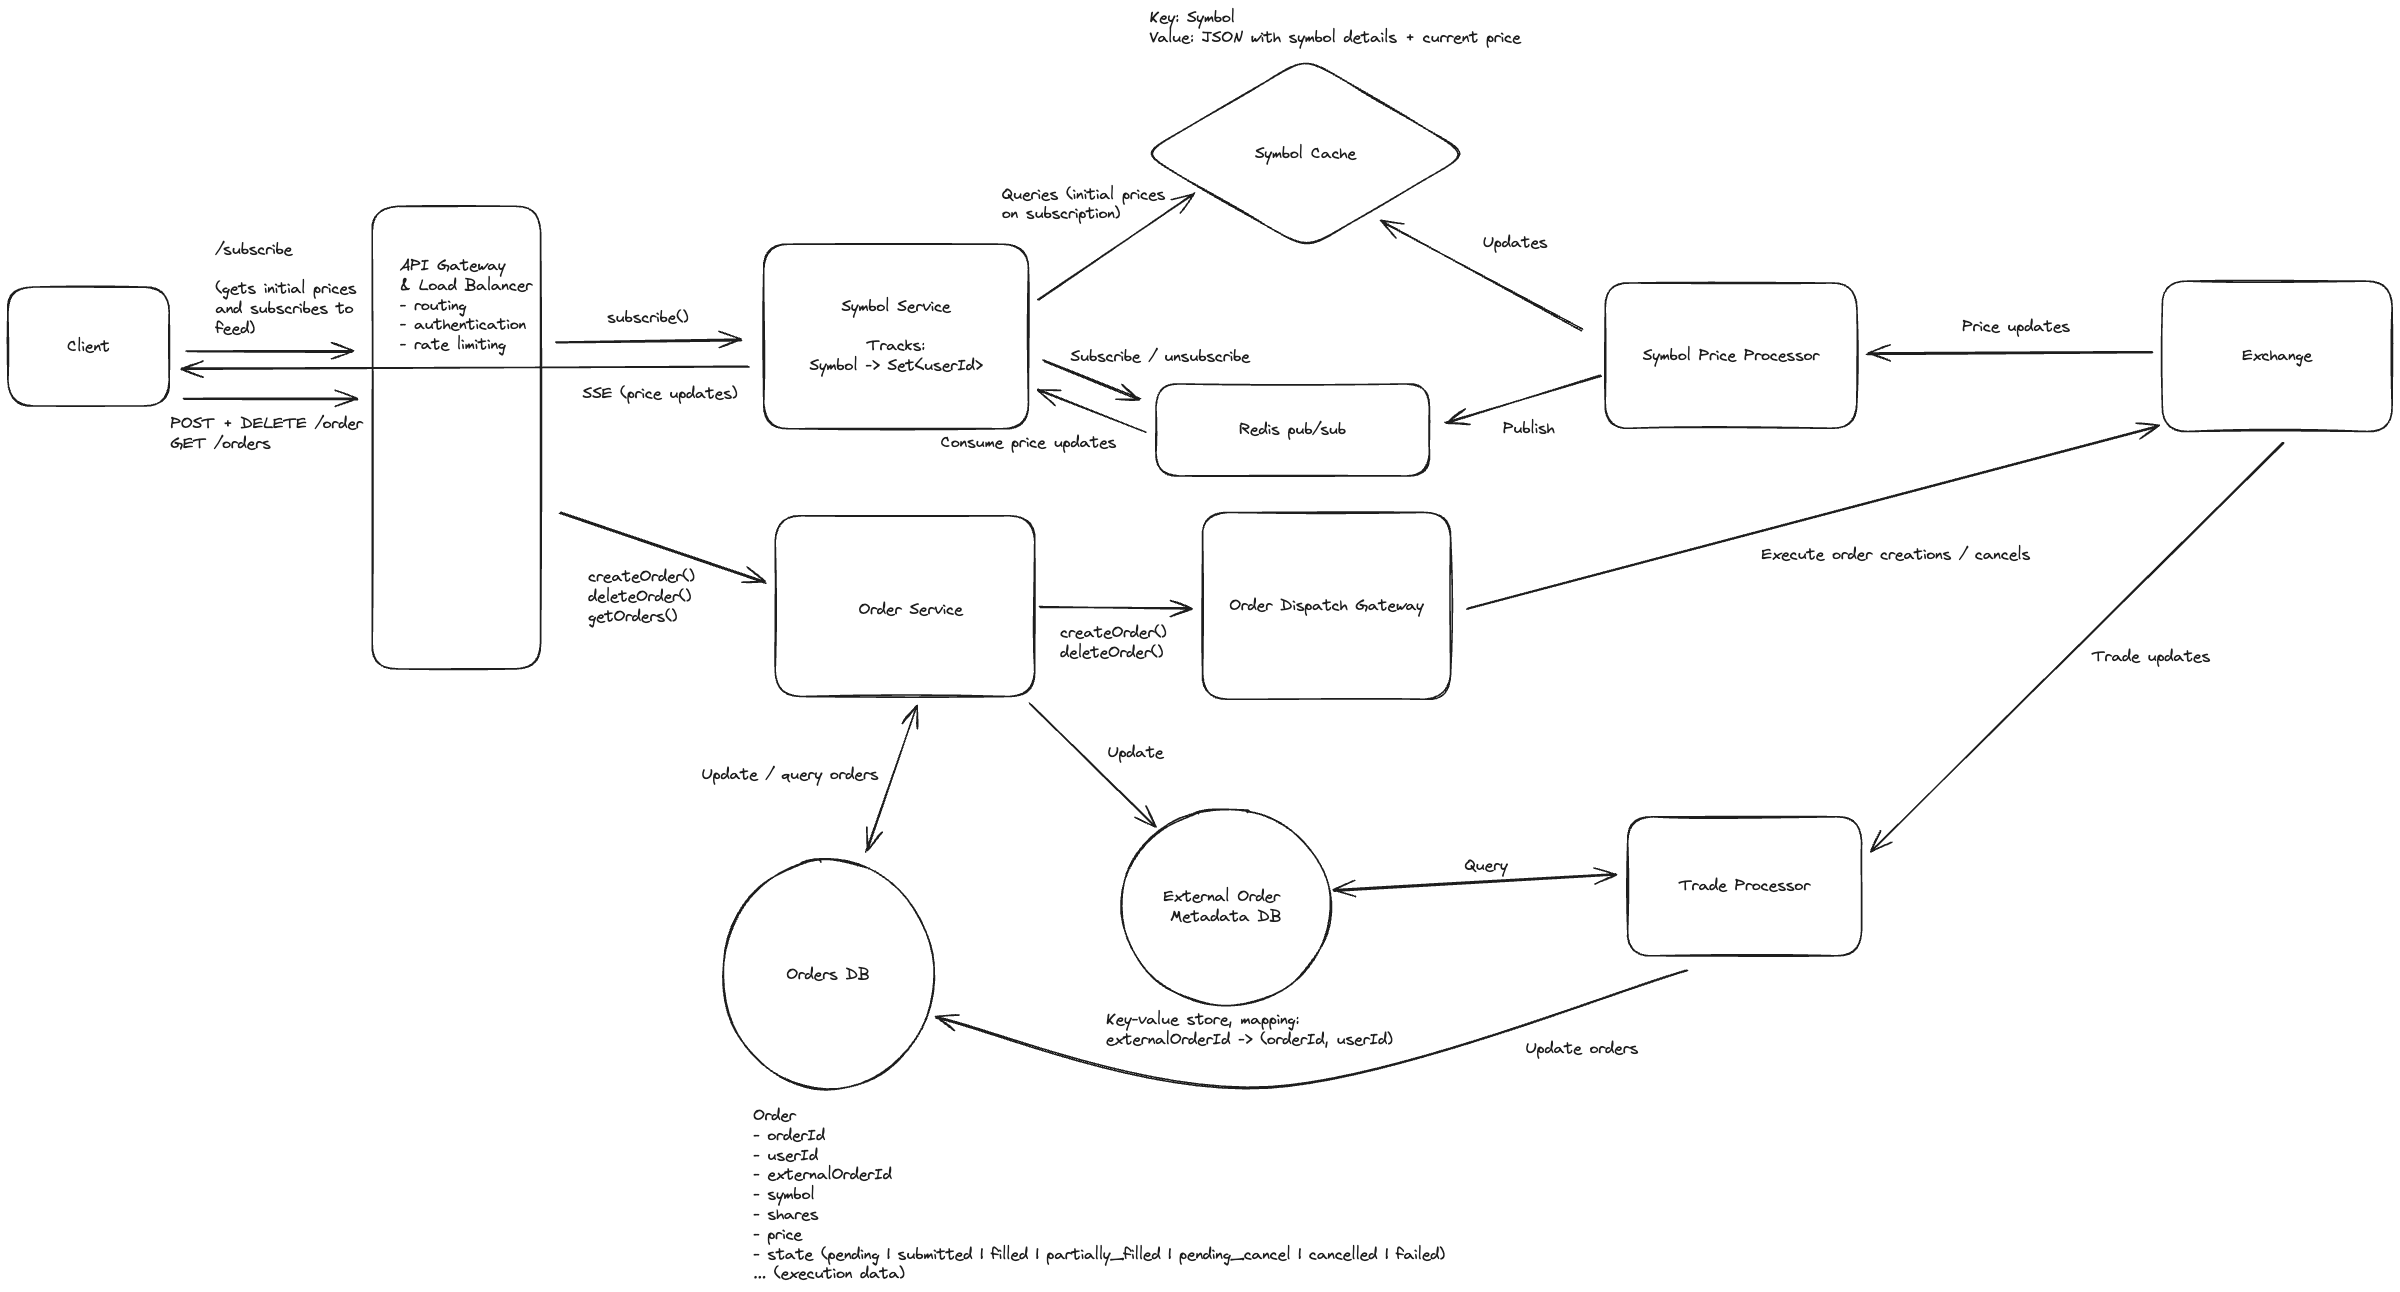 Key: Symbol
Value: JSON with symbol details + current price
Symbol Cache
Queries (initial prices
on subscription)
Updates
/subscribe
(gets initial prices
and subscribes to
feed)
API Gateway
& Load Balancer
- routing
- authentication
- rate limiting
Client
subscribe()
Symbol Service
Tracks:
Symbol -> Set<userId>
Subscribe / unsubscribe
Symbol Price Processor
Price updates
Exchange
SSE (price updates)
POST + DELETE /order
GET /orders
Consume price updates
Redis pub/sub
Publish
createOrder()
deleteOrder()
getOrders()
Order Service
createOrder()
deleteOrder()
Order Dispatch Gateway
Execute order creations / cancels
Trade updates
Update / query orders
Update
External Order
Metadata DB
Query
Trade Processor
Orders DB
Key-value store, mapping:
externalOrderId -> (orderId, userId)
Update orders
Order
- orderId
- userId
- externalOrderId
- symbol
- shares
- price
- state (pending | submitted | filled | partially_filled | pending_cancel | cancelled | failed)
... (execution data)